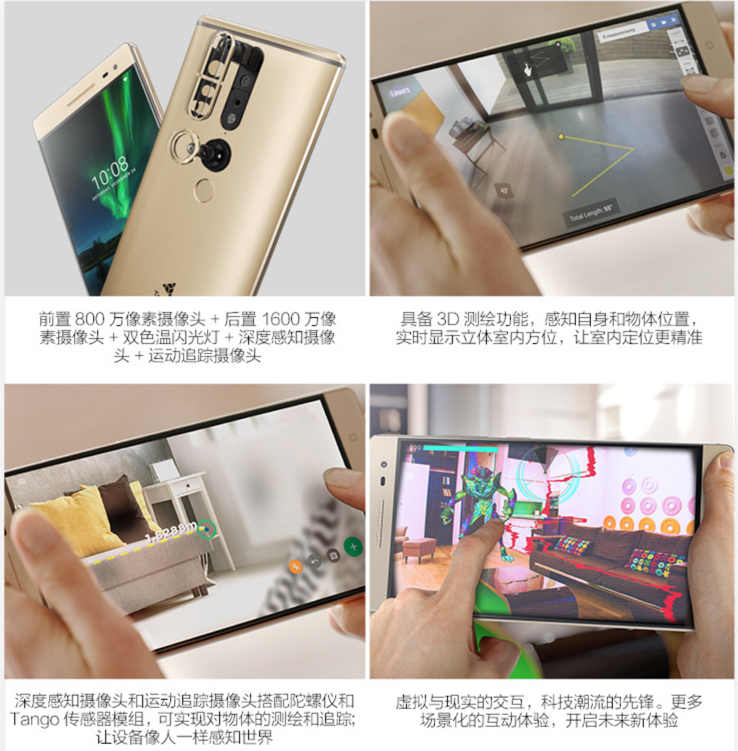 10:08
SATURDAY, DECEMBER 24
LOWE'S
5 measurements
42"
Total Length: 55"
前置 800 万像素摄像头 + 后置 1600 万像
素摄像头 + 双色温闪光灯 + 深度感知摄像
头 + 运动追踪摄像头
具备 3D 测绘功能，感知自身和物体位置，
实时显示立体室内方位，让室内定位更精准
1.8288m
深度感知摄像头和运动追踪摄像头搭配陀螺仪和
Tango 传感器模组，可实现对物体的测绘和追踪;
让设备像人一样感知世界
虚拟与现实的交互，科技潮流的先锋。更多
场景化的互动体验，开启未来新体验